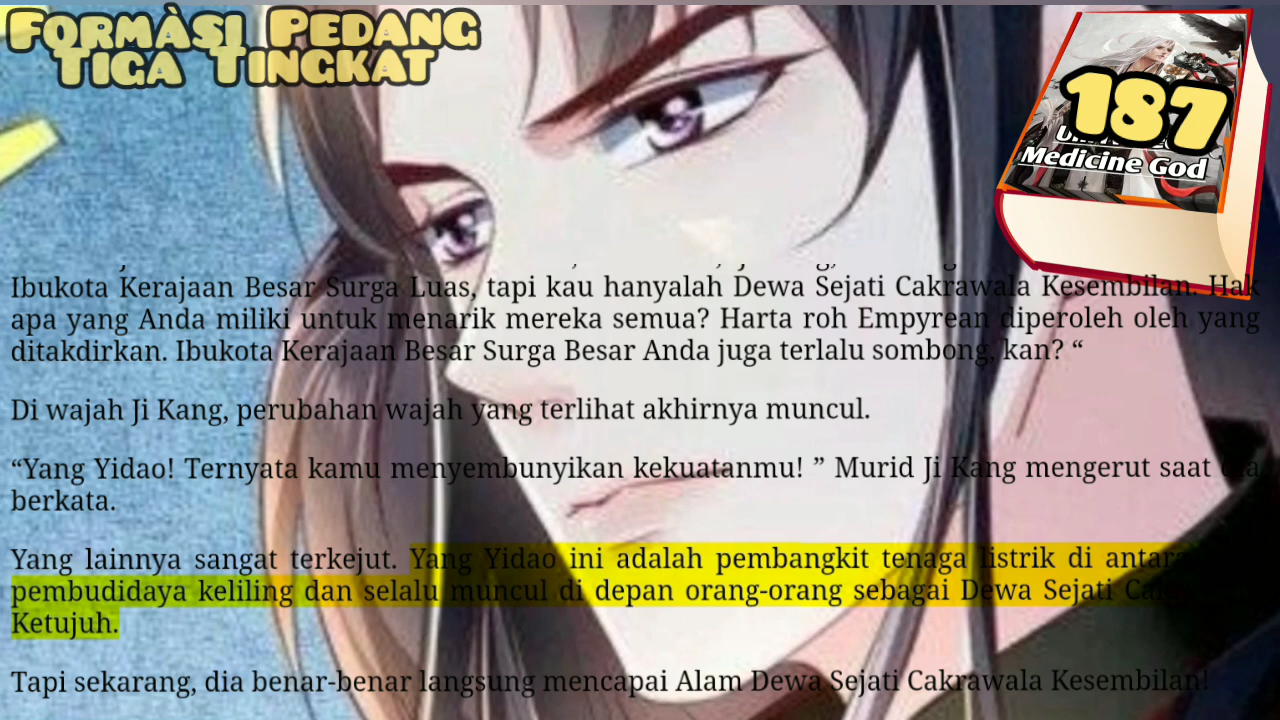 Formàsi Pedang
Tiga Tingkat
187
Medicine God
Ibukota Kerajaan Besar Surga Luas, tapi kau hanyalah Dewa Sejati Cakrawala Kesembilan. Hak
apa yang Anda miliki untuk menarik mereka semua? Harta roh Empyrean diperoleh oleh yang
ditakdirkan. Ibukota Kerajaan Besar Surga Besar Anda juga terlalu sombong, kan? “
Di wajah Ji Kang, perubahan wajah yang terlihat akhirnya muncul.
“Yang Yidao! Ternyata kamu menyembunyikan kekuatanmu! ” Murid Ji Kang mengerut saat dia
berkata.
Yang lainnya sangat terkejut. Yang Yidao ini adalah pembangkit tenaga listrik di antara
pembudidaya keliling dan selalu muncul di depan orang-orang sebagai Dewa Sejati
Ketujuh.
Tapi sekarang, dia benar-benar langsung mencapai Alam Dewa Sejati Cakrawala Kesembilan!